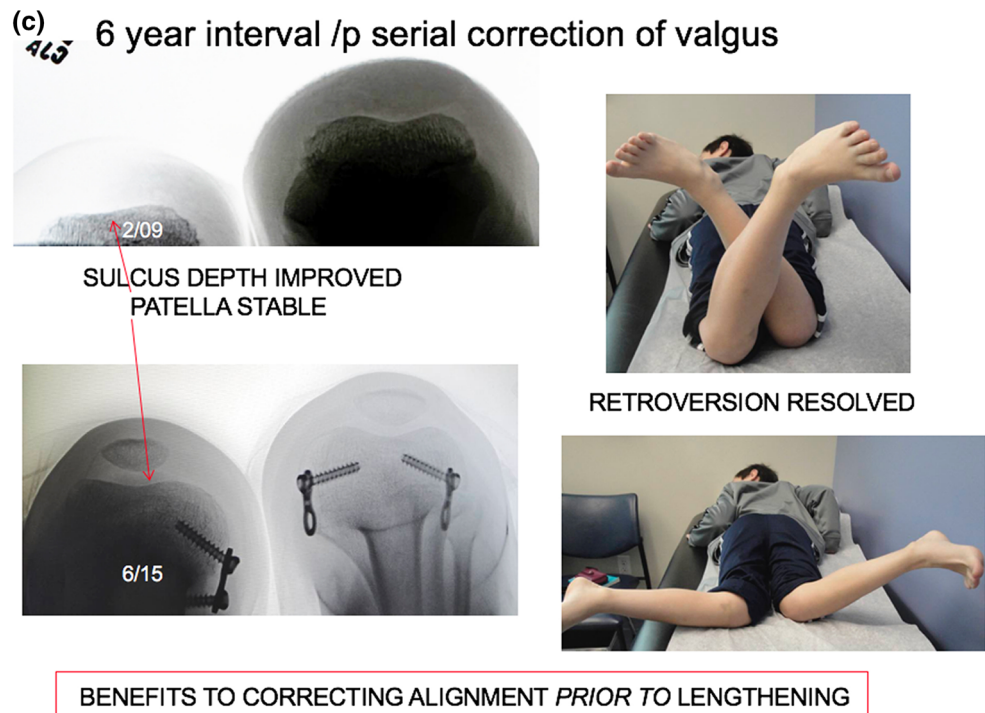 (c)
6 year interval /p serial correction of valgus
2/09
SULCUS DEPTH IMPROVED
PATELLA STABLE
6/15
RETROVERSION RESOLVED
BENEFITS TO CORRECTING ALIGNMENT PRIOR TO LENGTHENING